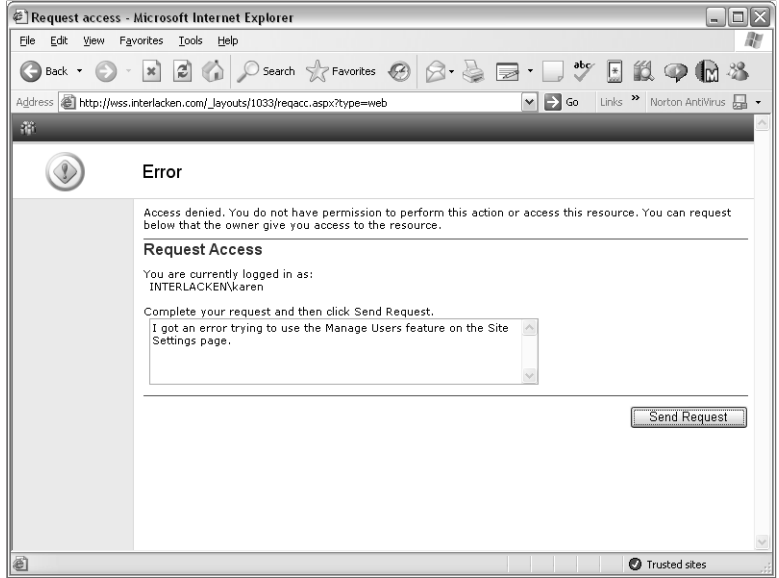 Request access - Microsoft Internet Explorer
File Edit View Favorites Tools Help
Back Search Favorites abc
Address http://wss.interlacken.com/_layouts/1033/reqacc.aspx?type=web Go Links » Norton AntiVirus
Error
Access denied. You do not have permission to perform this action or access this resource. You can request
below that the owner give you access to the resource.
Request Access
You are currently logged in as:
INTERLACKEN\karen
Complete your request and then click Send Request.
I got an error trying to use the Manage Users feature on the Site
Settings page.
Send Request
Trusted sites